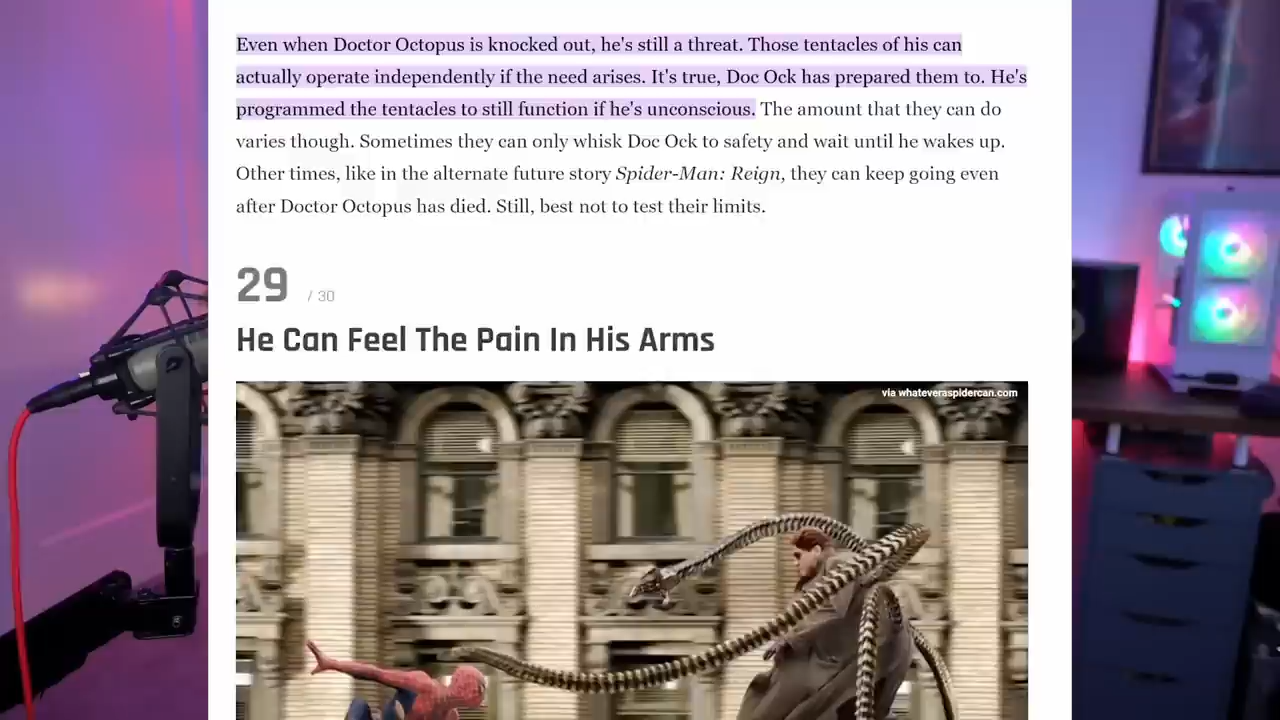 Even when Doctor Octopus is knocked out, he's still a threat. Those tentacles of his can
actually operate independently if the need arises. It's true, Doc Ock has prepared them to. He's
programmed the tentacles to still function if he's unconscious. The amount that they can do
varies though. Sometimes they can only whisk Doc Ock to safety and wait until he wakes up.
Other times, like in the alternate future story Spider-Man: Reign, they can keep going even
after Doctor Octopus has died. Still, best not to test their limits.
29 / 30
He Can Feel The Pain In His Arms
via whateveraspidercan.com